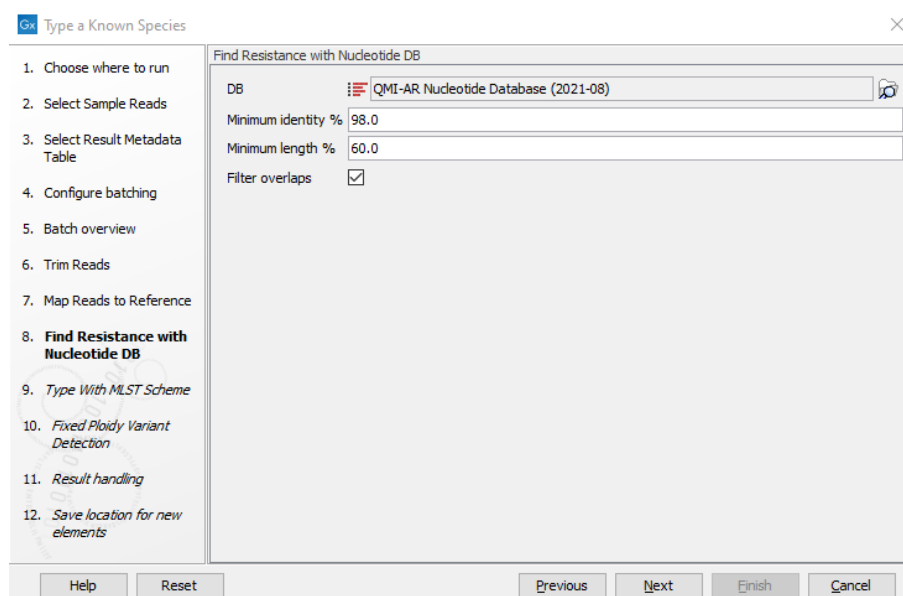 Gx Type a Known Species
1. Choose where to run
2. Select Sample Reads
3. Select Result Metadata
Table
4. Configure batching
5. Batch overview
6. Trim Reads
7. Map Reads to Reference
8. Find Resistance with
Nucleotide DB
9. Type With MLST Scheme
10. Fixed Ploidy Variant
Detection
11. Result handling
12. Save location for new
elements
Find Resistance with Nucleotide DB
DB QMI-AR Nucleotide Database (2021-08)
Minimum identity % 98.0
Minimum length % 60.0
Filter overlaps
Help Reset Previous Next Finish Cancel